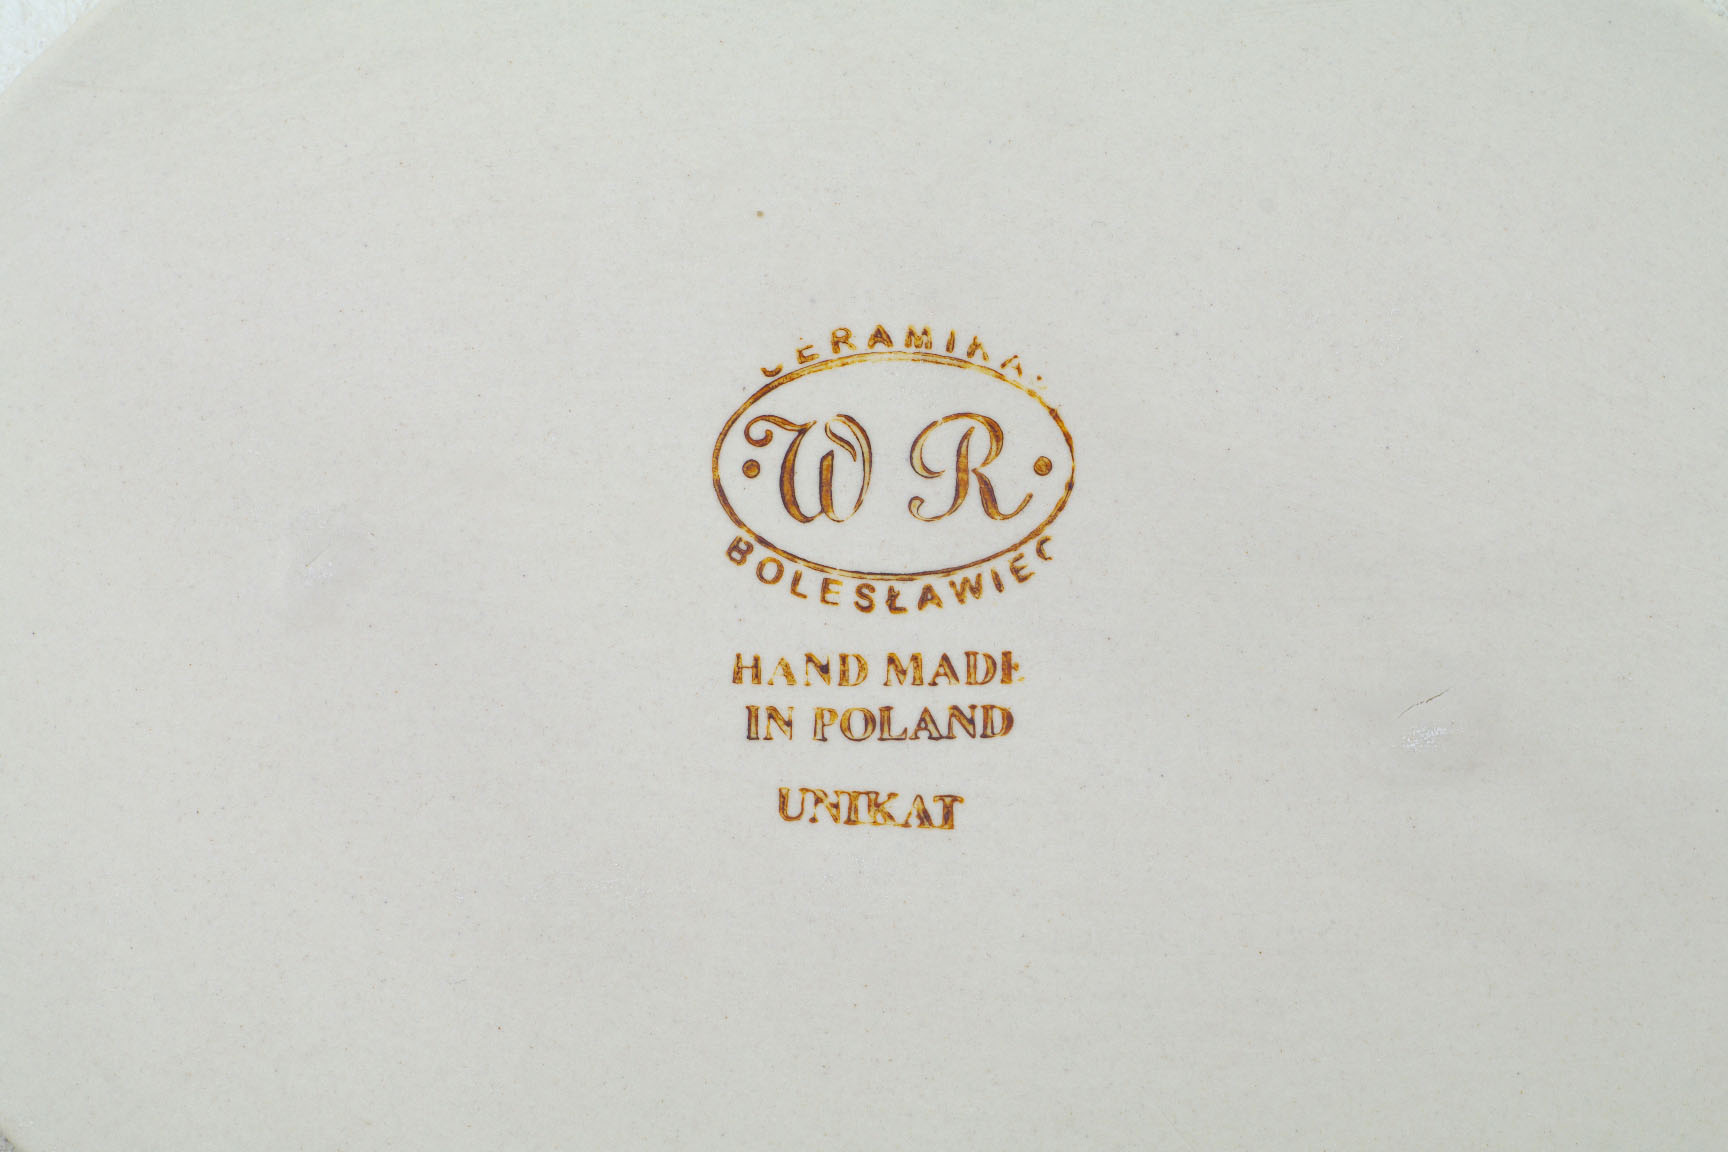 CERAMIKA
W R
BOLESŁAWIEC
HAND MADE
IN POLAND
UNIKAT